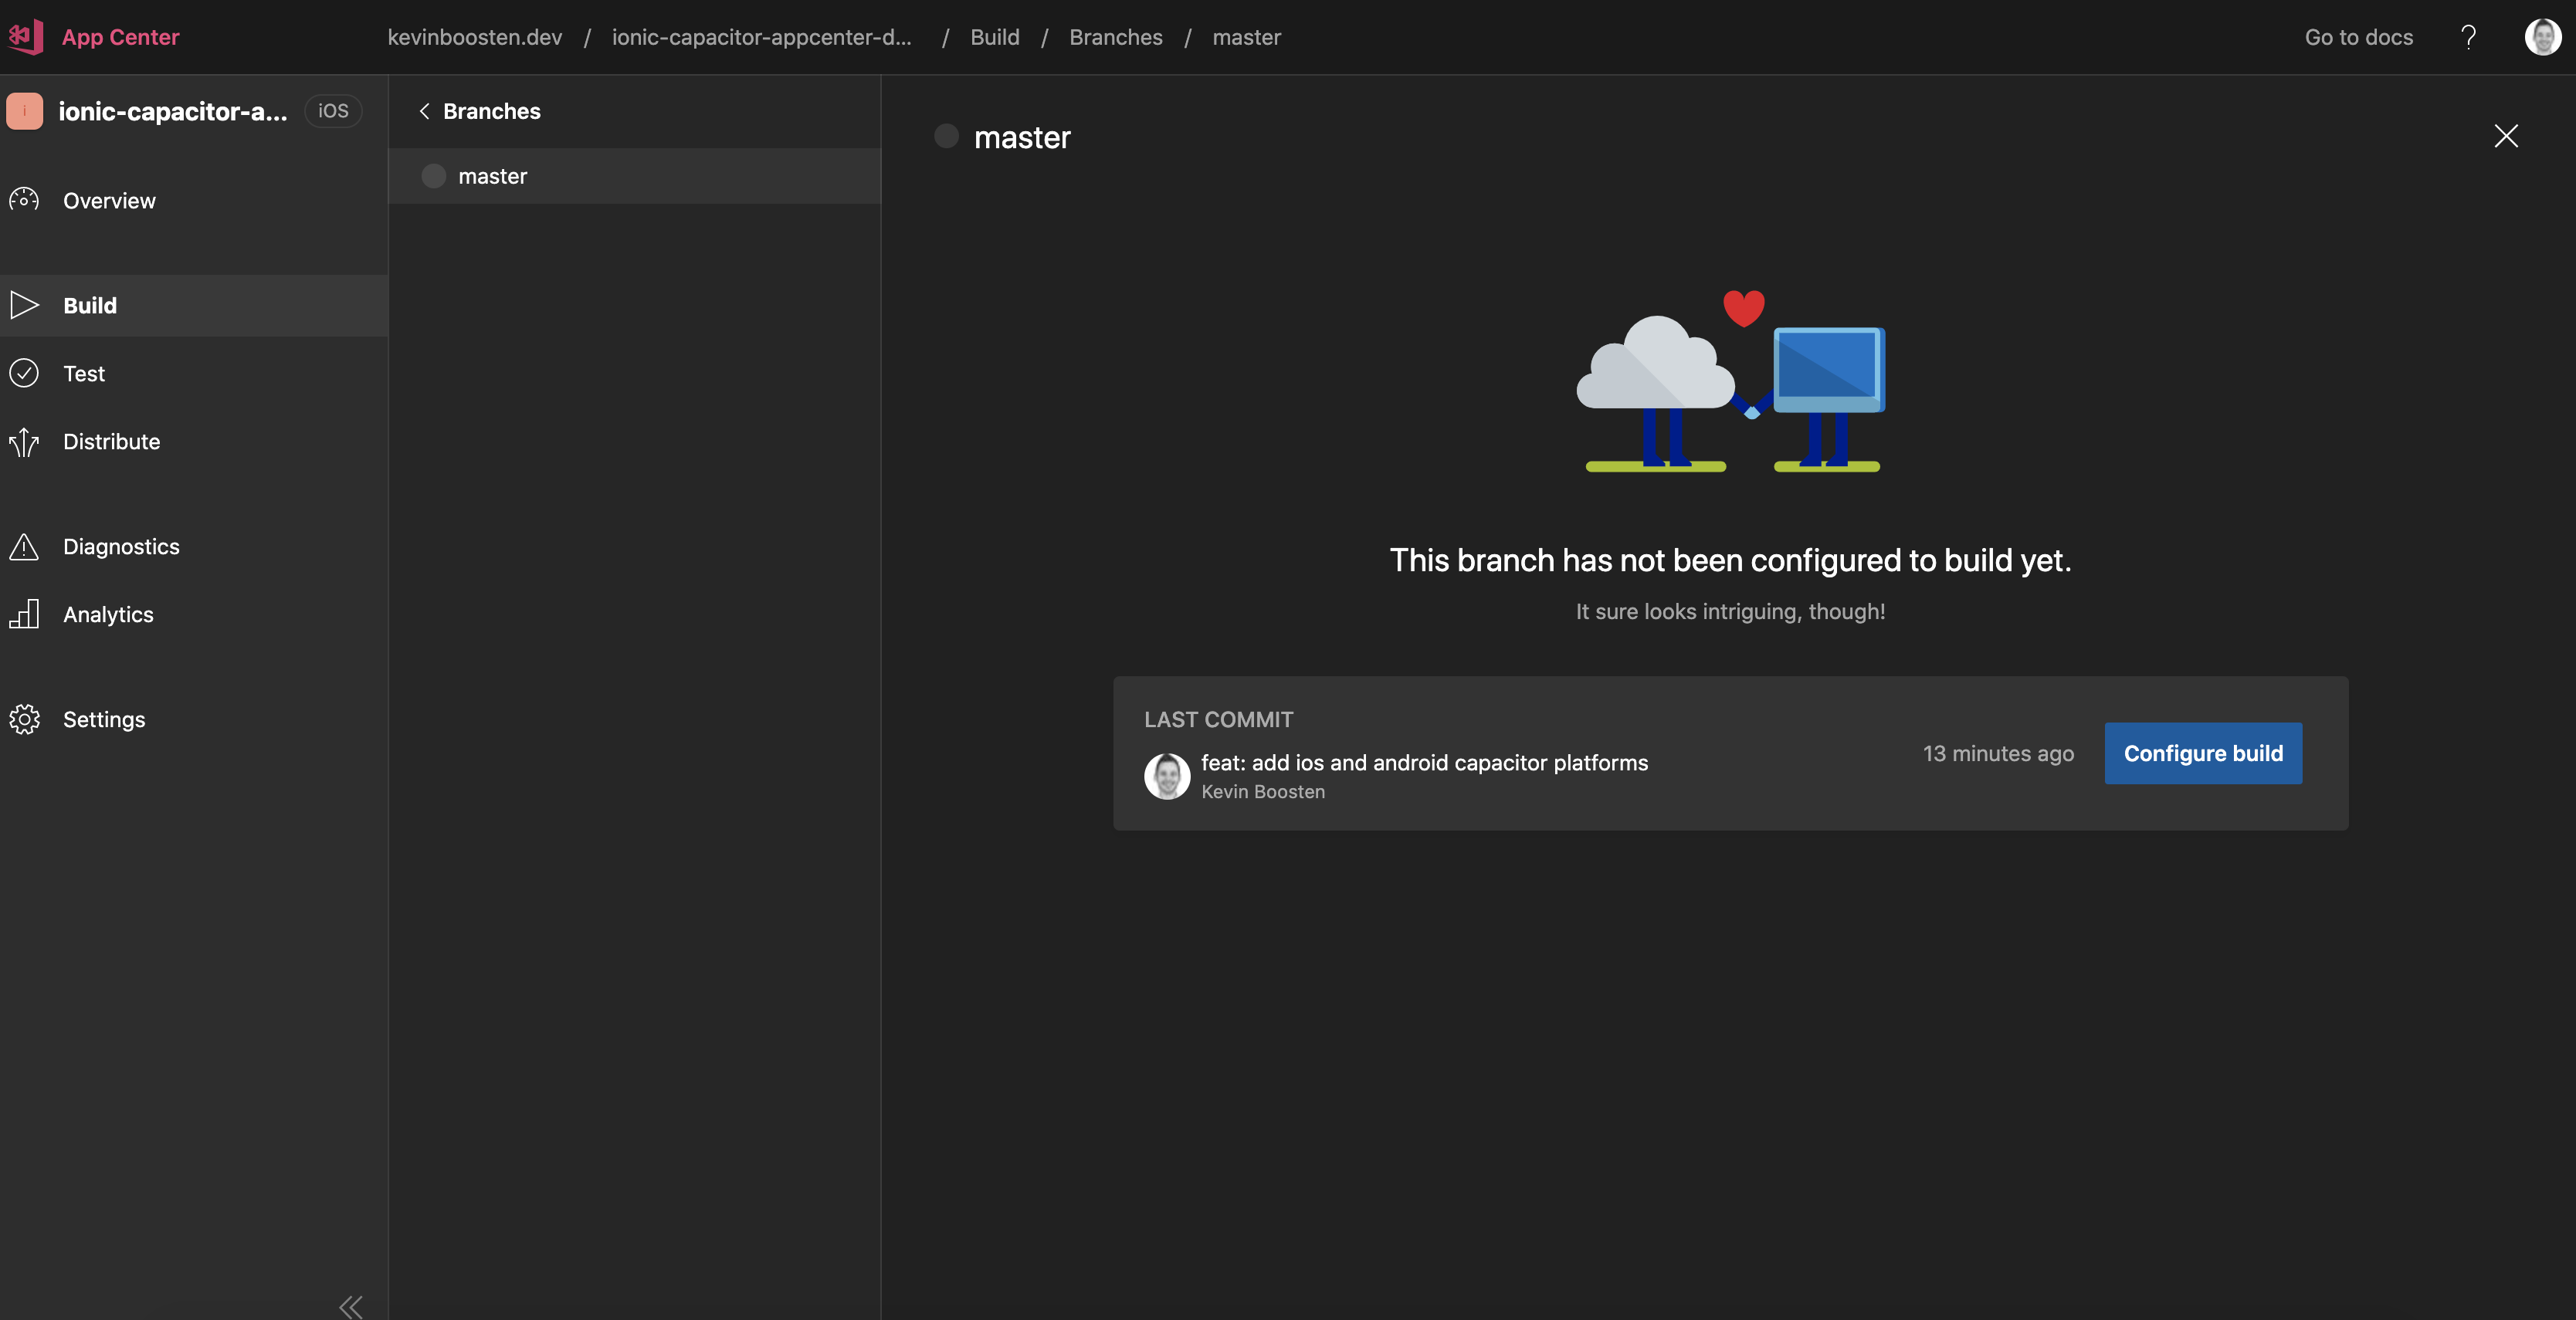 App Center
kevinboosten.dev / ionic-capacitor-appcenter-d... / Build / Branches / master
Go to docs
?
i
ionic-capacitor-a...
iOS
Overview
Build
Test
Distribute
Diagnostics
Analytics
Settings
Branches
master
master
This branch has not been configured to build yet.
It sure looks intriguing, though!
LAST COMMIT
feat: add ios and android capacitor platforms
Kevin Boosten
13 minutes ago
Configure build